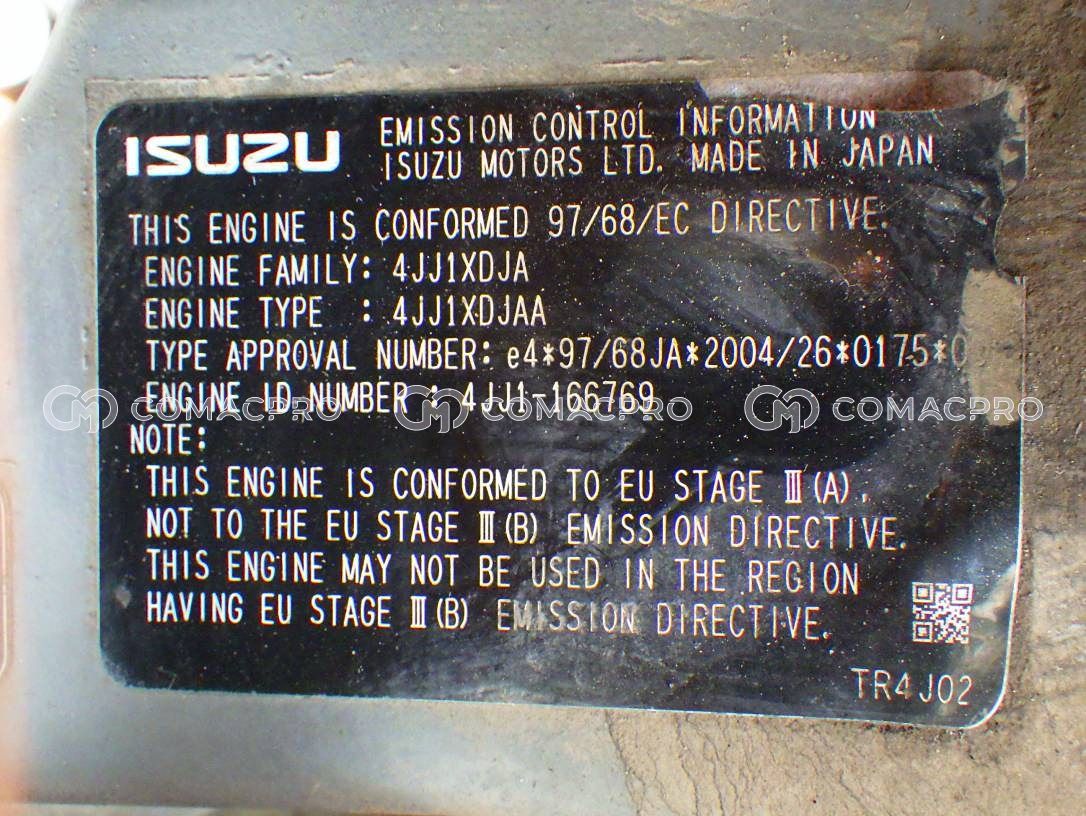 ISUZU
EMISSION CONTROL INFORMATION
ISUZU MOTORS LTD. MADE IN JAPAN
THIS ENGINE IS CONFORMED 97/68/EC DIRECTIVE.
ENGINE FAMILY: 4JJ1XDJA
ENGINE TYPE : 4JJ1XDJAA
TYPE APPROVAL NUMBER: e4*97/68JA*2004/26*0175*0
ENGINE ID NUMBER : 4JJ1-166769
COMACPRO COMACPRO COMACPRO
NOTE:
THIS ENGINE IS CONFORMED TO EU STAGE Ⅲ(A),
NOT TO THE EU STAGE Ⅲ(B) EMISSION DIRECTIVE.
THIS ENGINE MAY NOT BE USED IN THE REGION
HAVING EU STAGE Ⅲ(B) EMISSION DIRECTIVE.
TR4J02